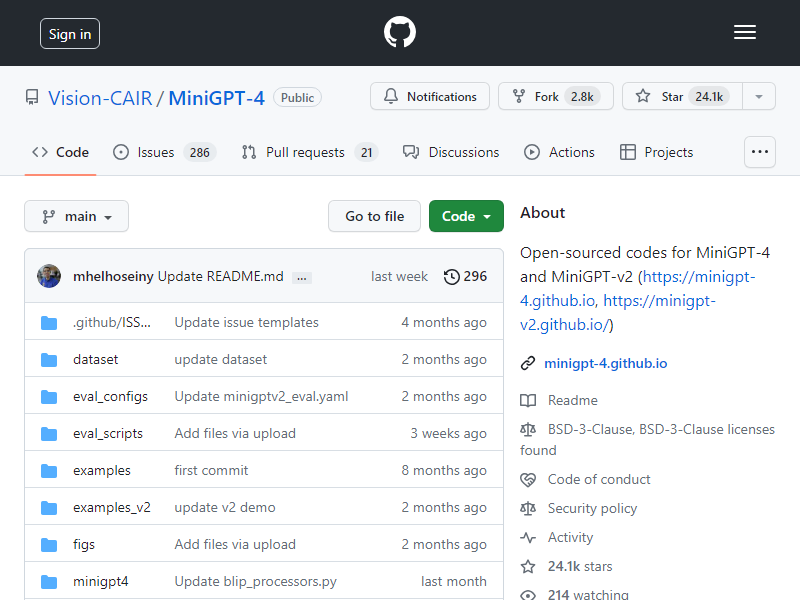 Sign in
Vision-CAIR / MiniGPT-4 Public
Notifications Fork 2.8k Star 24.1k
Code Issues 286 Pull requests 21 Discussions Actions Projects ...
main Go to file Code
mhelhoseiny Update README.md ... last week 296
.github/ISS... Update issue templates 4 months ago
dataset update dataset 2 months ago
eval_configs Update minigptv2_eval.yaml 2 months ago
eval_scripts Add files via upload 3 weeks ago
examples first commit 8 months ago
examples_v2 update v2 demo 2 months ago
figs Add files via upload 2 months ago
minigpt4 Update blip_processors.py last month
About
Open-sourced codes for MiniGPT-4
and MiniGPT-v2 (https://minigpt-
4.github.io, https://minigpt-
v2.github.io/)
minigpt-4.github.io
Readme
BSD-3-Clause, BSD-3-Clause licenses
found
Code of conduct
Security policy
Activity
24.1k stars
214 watching